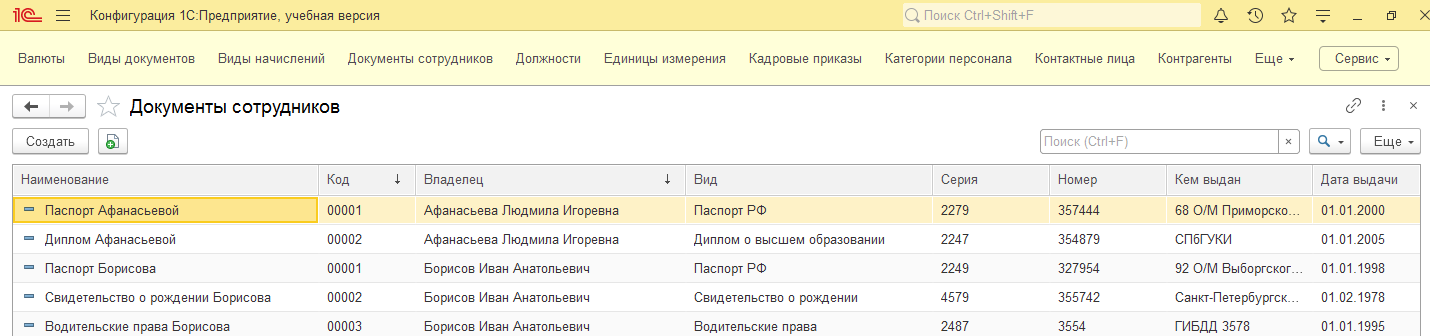 1С Конфигурация 1С:Предприятие, учебная версия Поиск Ctrl+Shift+F
Валюты Виды документов Виды начислений Документы сотрудников Должности Единицы измерения Кадровые приказы Категории персонала Контактные лица Контрагенты Еще Сервис
Документы сотрудников
Создать Поиск (Ctrl+F) × Еще
Наименование Код ↓ Владелец ↓ Вид Серия Номер Кем выдан Дата выдачи
Паспорт Афанасьевой 00001 Афанасьева Людмила Игоревна Паспорт РФ 2279 357444 68 О/М Приморско... 01.01.2000
Диплом Афанасьевой 00002 Афанасьева Людмила Игоревна Диплом о высшем образовании 2247 354879 СПбГУКИ 01.01.2005
Паспорт Борисова 00001 Борисов Иван Анатольевич Паспорт РФ 2249 327954 92 О/М Выборгског... 01.01.1998
Свидетельство о рождении Борисова 00002 Борисов Иван Анатольевич Свидетельство о рождении 4579 355742 Санкт-Петербургск... 01.02.1978
Водительские права Борисова 00003 Борисов Иван Анатольевич Водительские права 2487 3554 ГИБДД 3578 01.01.1995